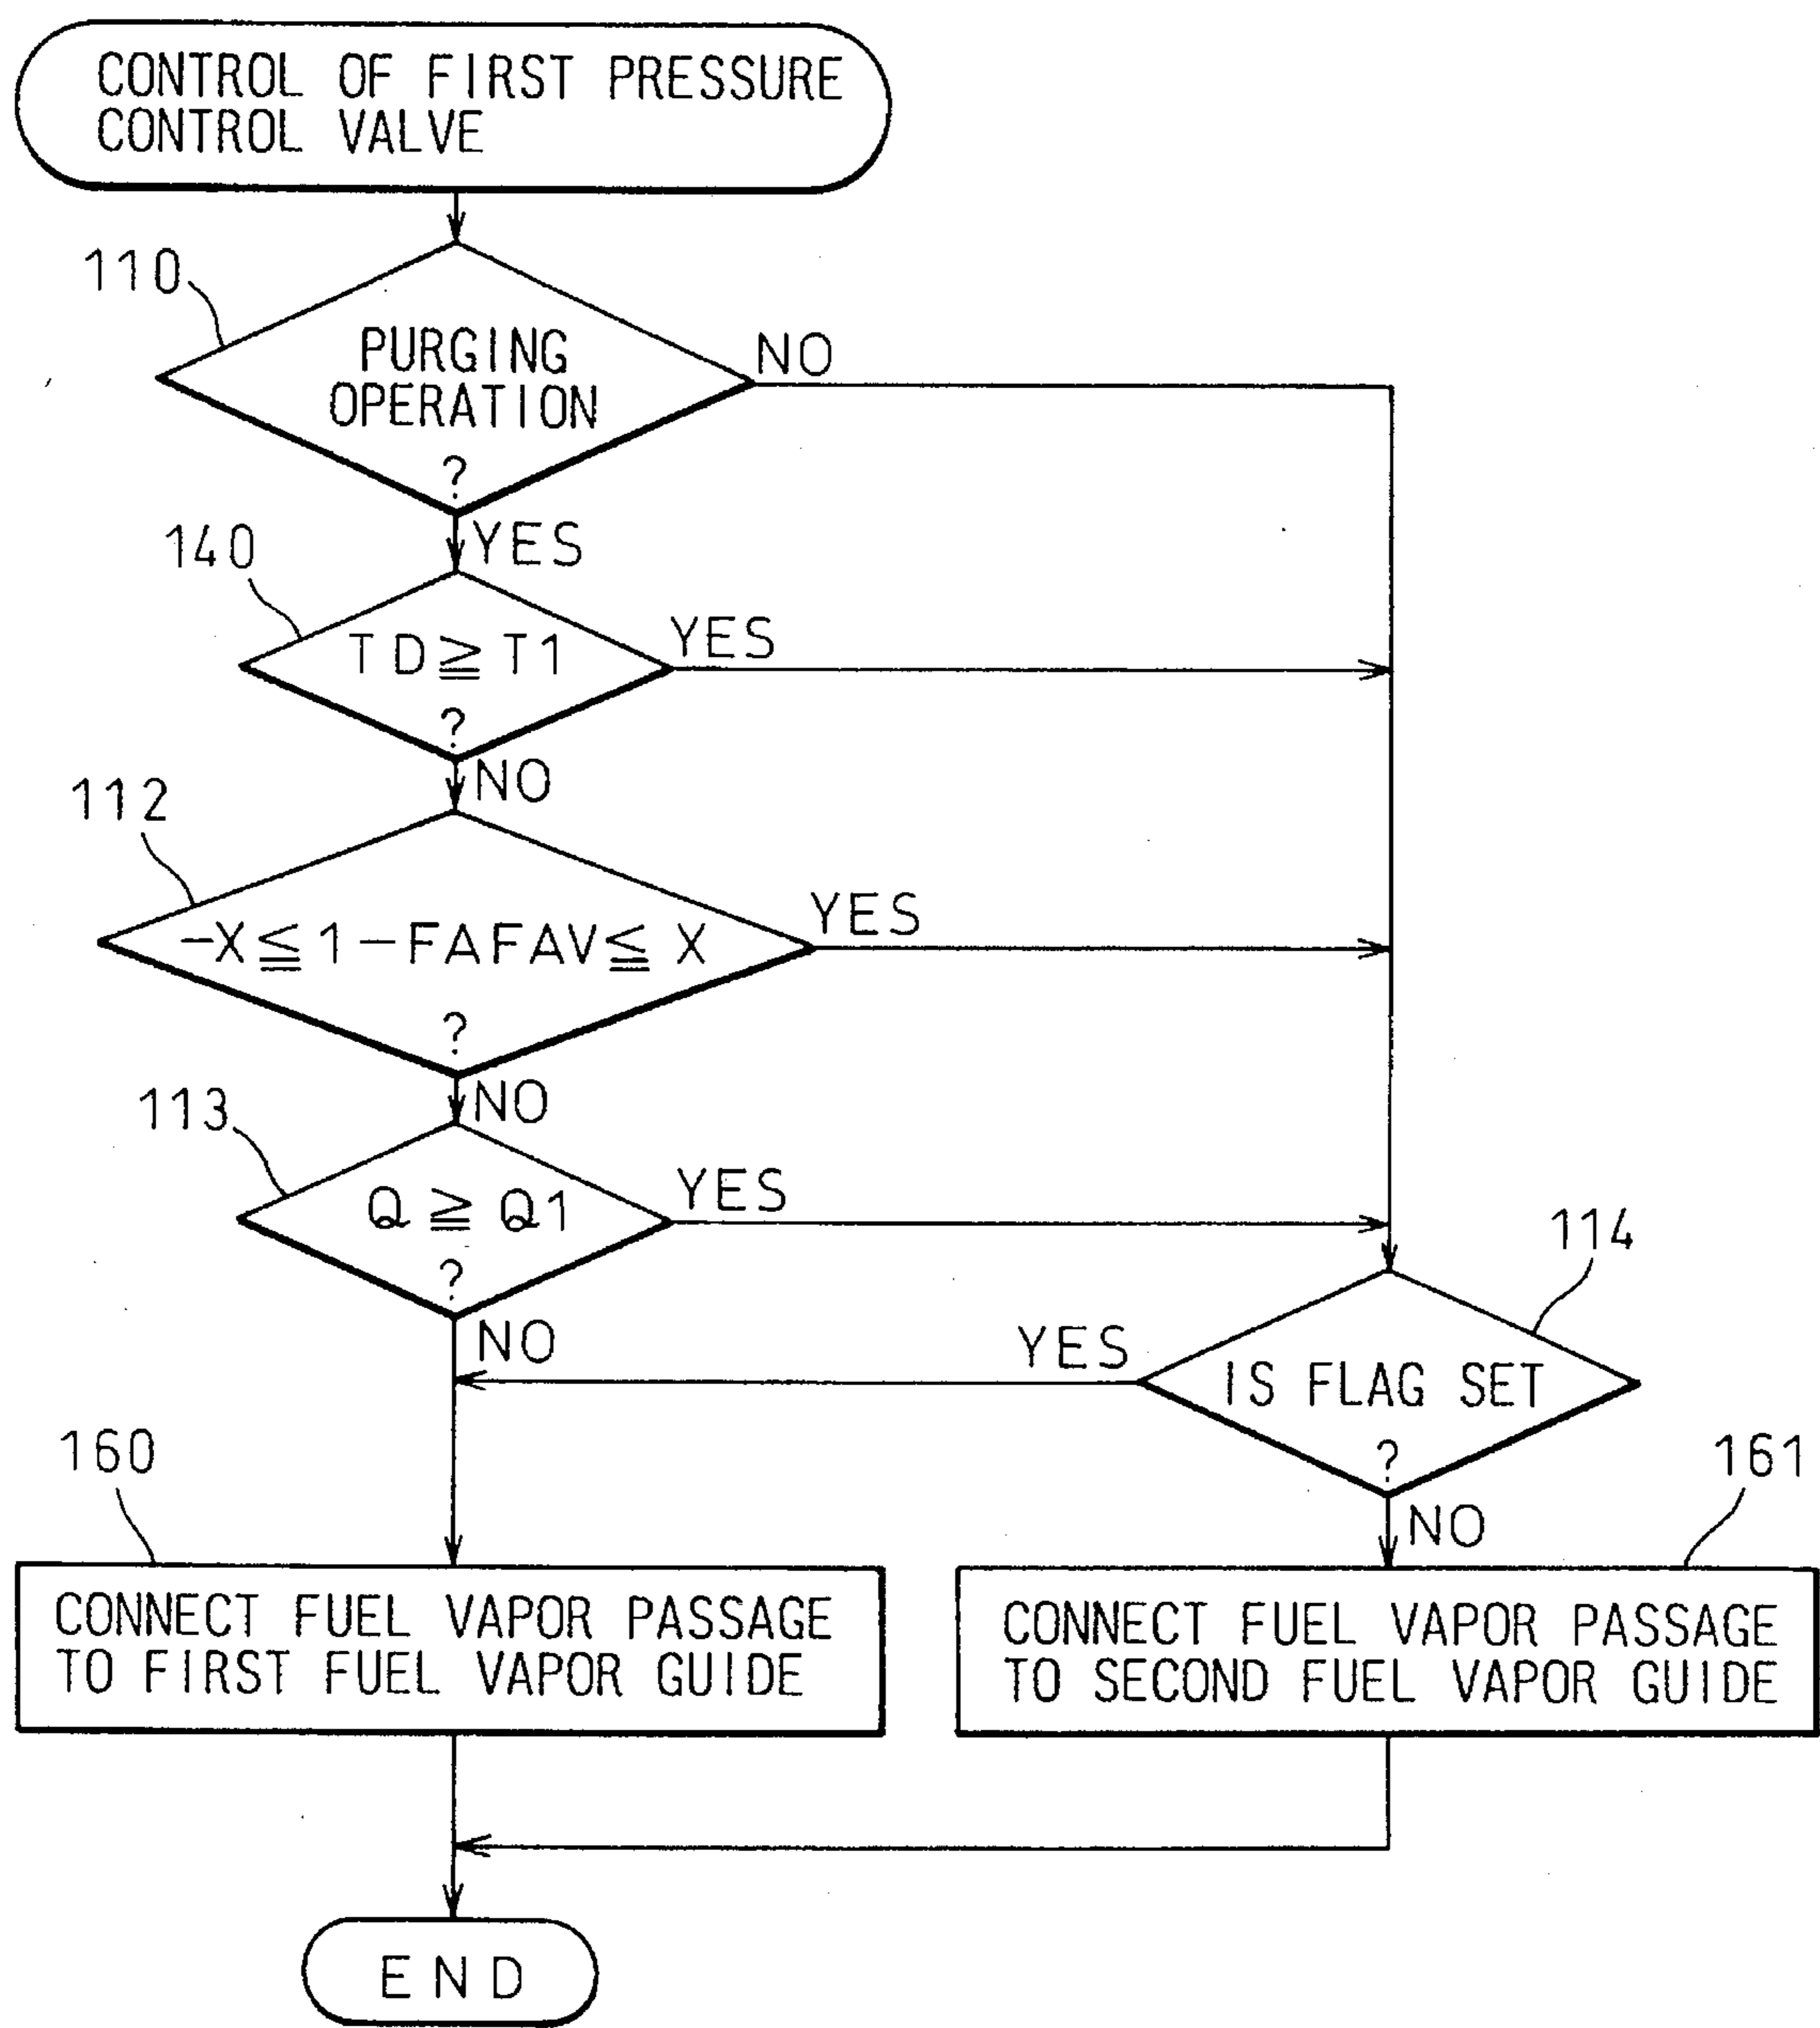 CONTROL OF FIRST PRESSURE
CONTROL VALVE
110
PURGING
OPERATION
?
NO
YES
140
TD≧T1
?
YES
NO
112
-X≦1-FAFAV≦X
?
YES
NO
113
Q≧Q1
?
YES
NO
114
IS FLAG SET
?
YES
NO
160
CONNECT FUEL VAPOR PASSAGE
TO FIRST FUEL VAPOR GUIDE
161
CONNECT FUEL VAPOR PASSAGE
TO SECOND FUEL VAPOR GUIDE
END